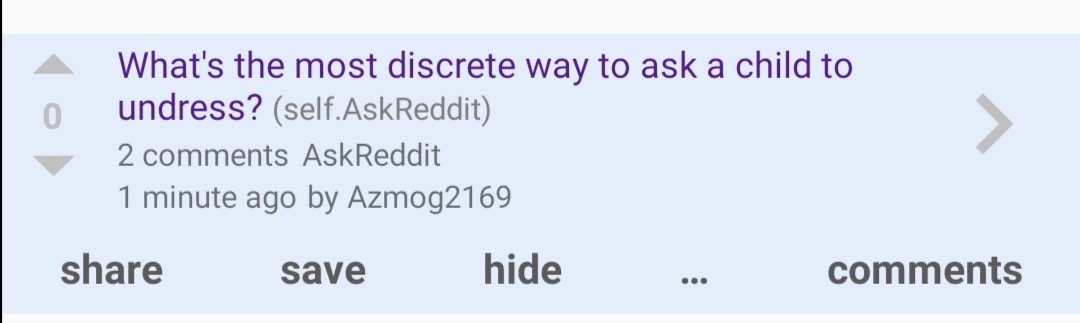 What's the most discrete way to ask a child to
undress? (self.AskReddit)
0
2 comments AskReddit
1 minute ago by Azmog2169
share save hide ... comments